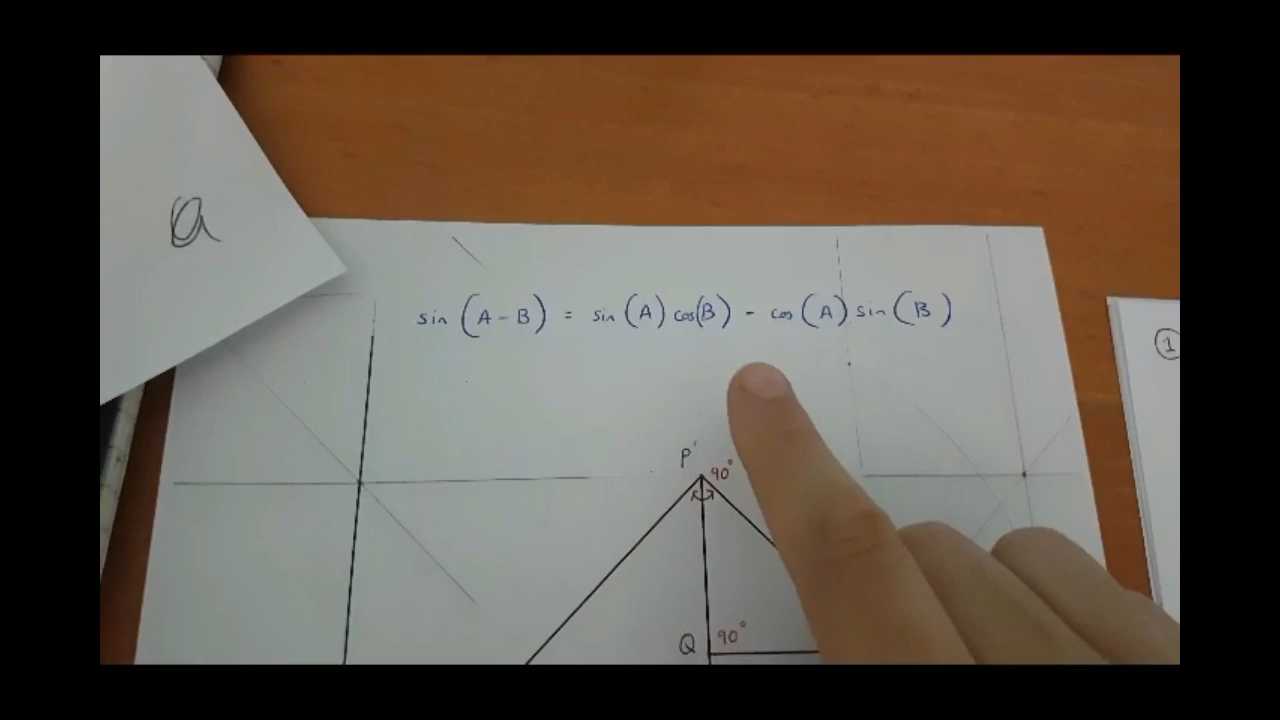 a
sin (A - B) = sin (A) cos(B) - cos (A) sin (B)
①
P'
90°
Q
90°